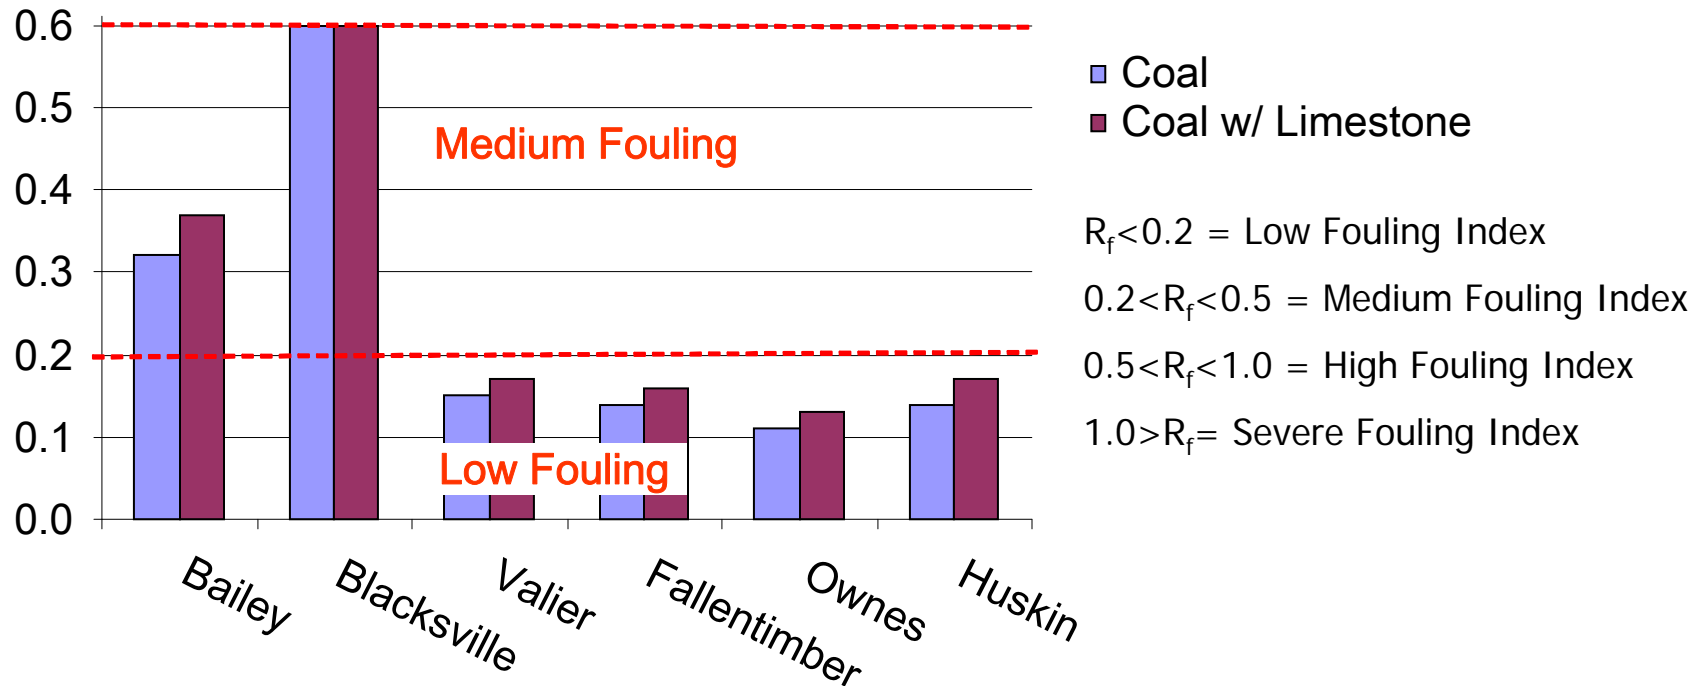 0.6
0.5
0.4
0.3
0.2
0.1
0.0
Medium Fouling
Low Fouling
Bailey
Blacksville
Valier
Fallentimber
Ownes
Huskin
Coal
Coal w/ Limestone
Rf<0.2 = Low Fouling Index
0.2<Rf<0.5 = Medium Fouling Index
0.5<Rf<1.0 = High Fouling Index
1.0>Rf= Severe Fouling Index